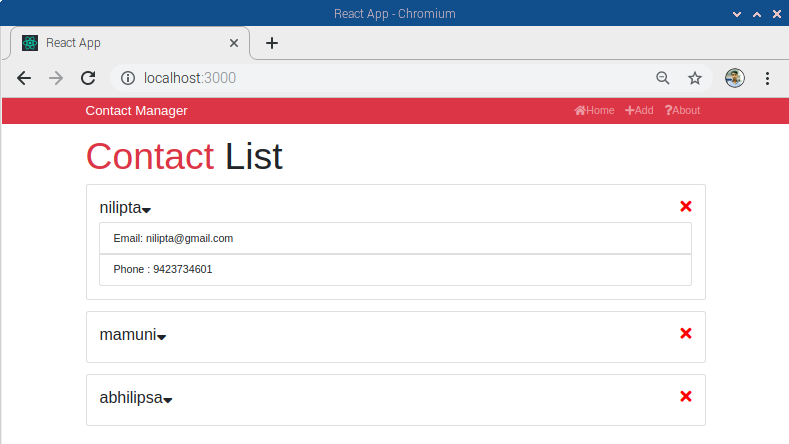 React App - Chromium
React App
localhost:3000
Contact Manager Home Add About
Contact List
nilipta
Email: nilipta@gmail.com
Phone : 9423734601
mamuni
abhilipsa